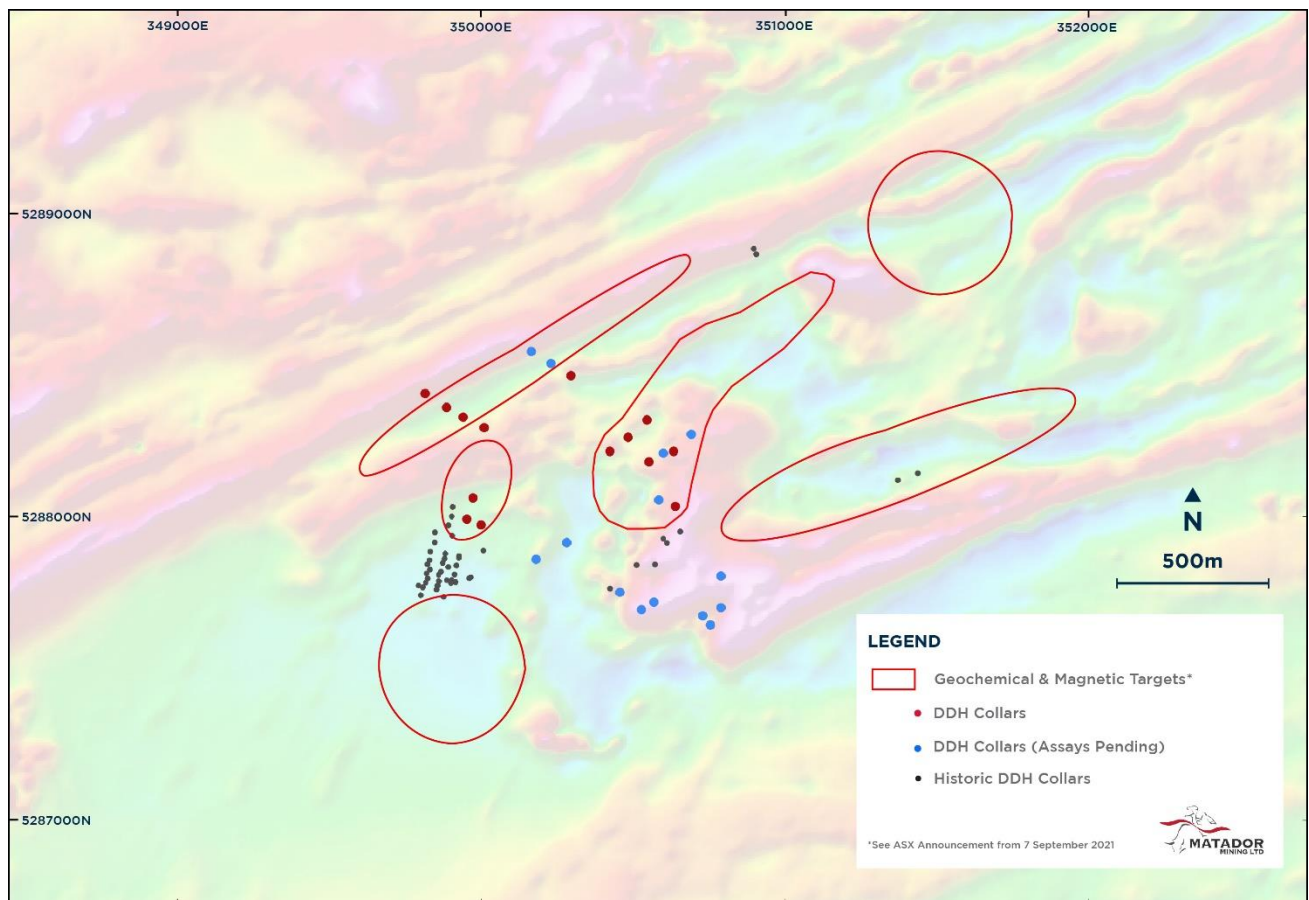 349000E
350000E
351000E
352000E
5289000N
5288000N
5287000N
N
500m
LEGEND
Geochemical & Magnetic Targets*
DDH Collars
DDH Collars (Assays Pending)
Historic DDH Collars
*See ASX Announcement from 7 September 2021
MATADOR
MINING LTD